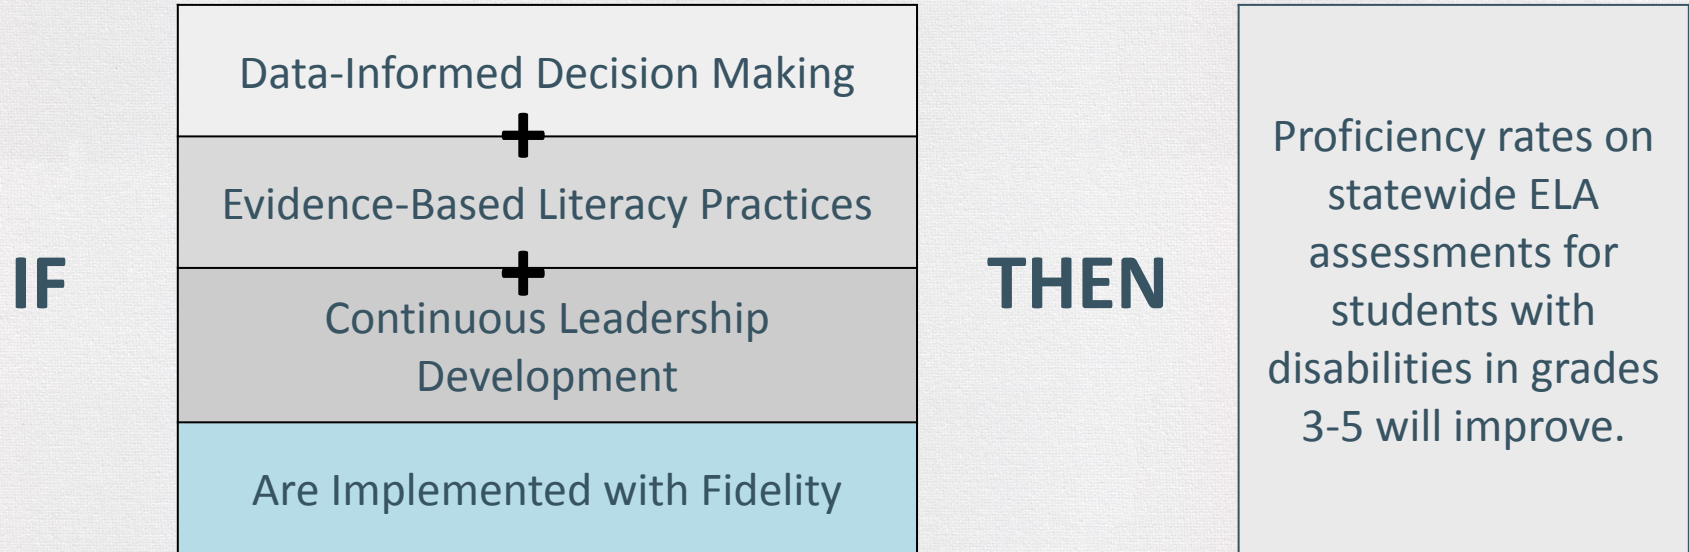 IF
Data-Informed Decision Making
+
Evidence-Based Literacy Practices
+
Continuous Leadership
Development
Are Implemented with Fidelity
THEN
Proficiency rates on
statewide ELA
assessments for
students with
disabilities in grades
3-5 will improve.